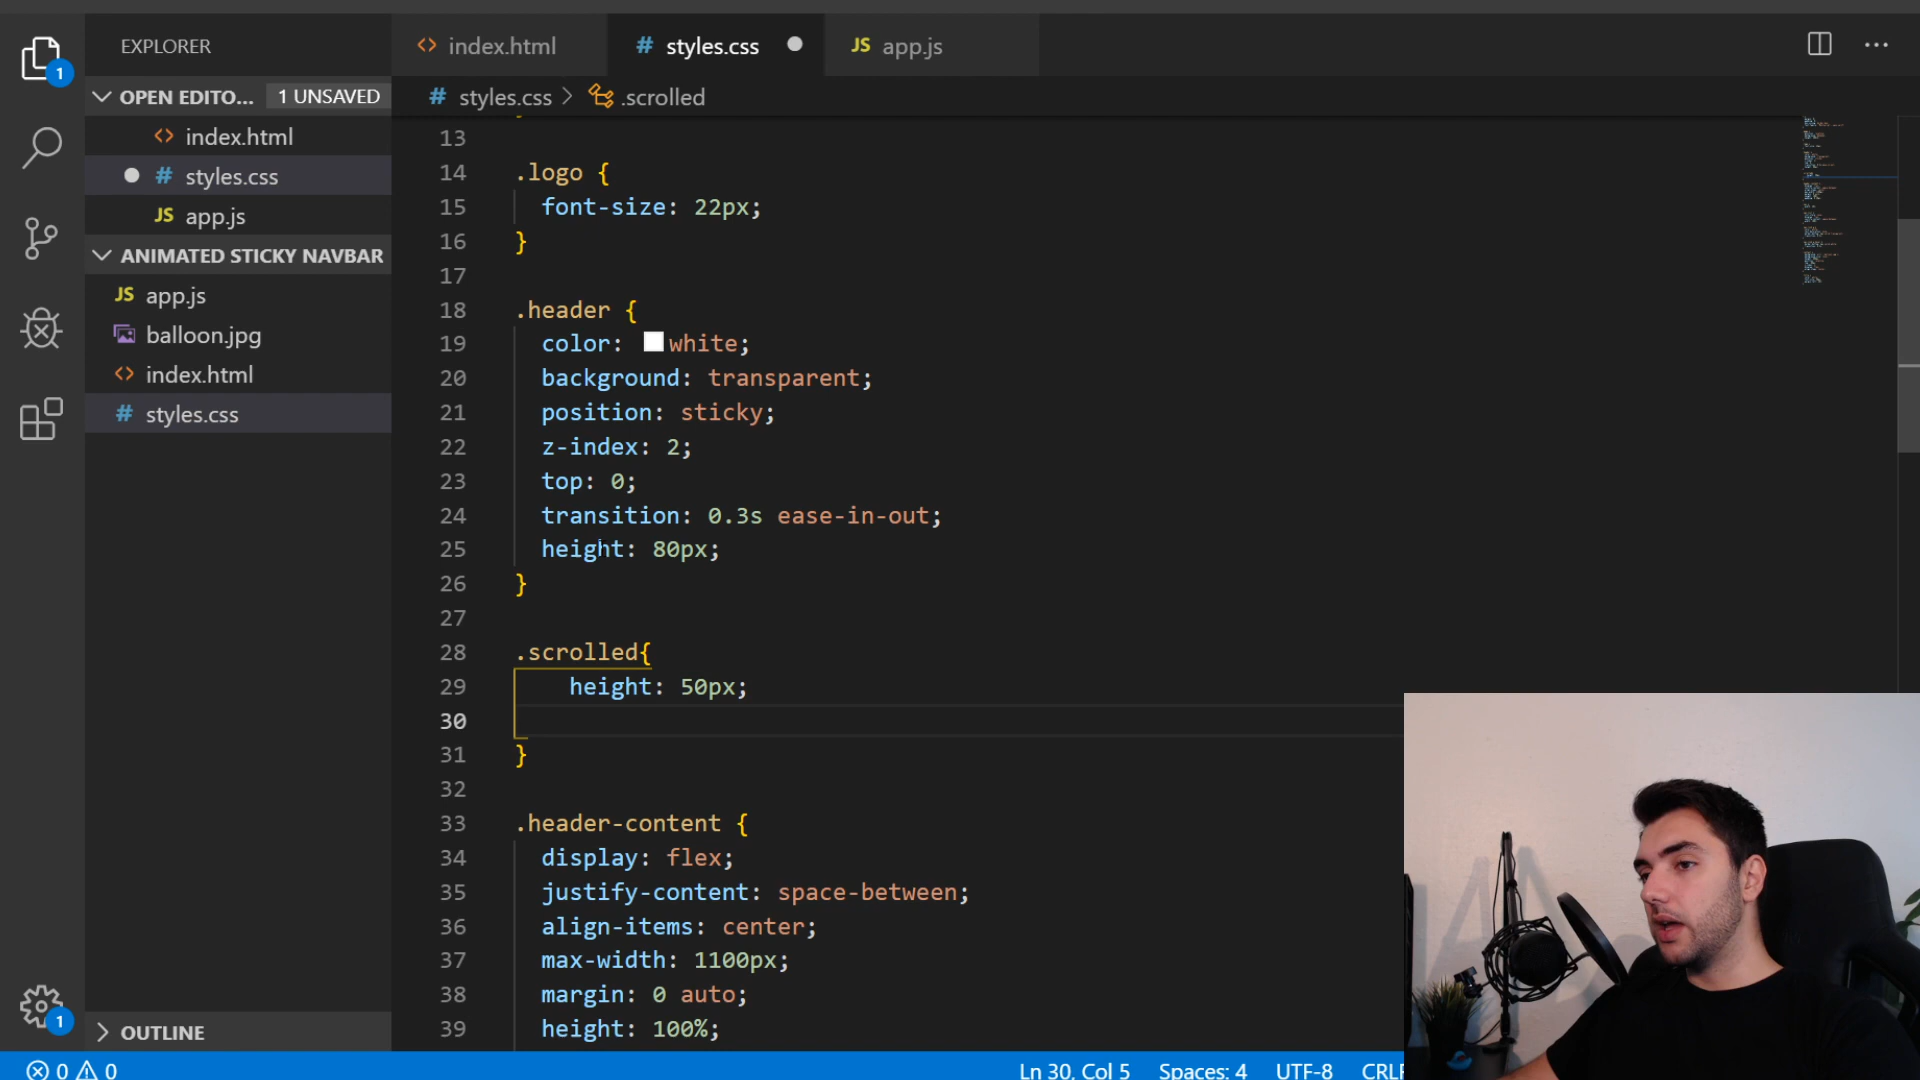 EXPLORER
1
OPEN EDITO... 1 UNSAVED
index.html
styles.css
app.js
ANIMATED STICKY NAVBAR
app.js
balloon.jpg
index.html
styles.css
OUTLINE
1
index.html
styles.css
app.js
styles.css > .scrolled
13
14 .logo {
15 font-size: 22px;
16 }
17
18 .header {
19 color: white;
20 background: transparent;
21 position: sticky;
22 z-index: 2;
23 top: 0;
24 transition: 0.3s ease-in-out;
25 height: 80px;
26 }
27
28 .scrolled{
29 height: 50px;
30
31 }
32
33 .header-content {
34 display: flex;
35 justify-content: space-between;
36 align-items: center;
37 max-width: 1100px;
38 margin: 0 auto;
39 height: 100%;
0 0 Ln 30, Col 5 Spaces: 4 UTF-8 CRLF